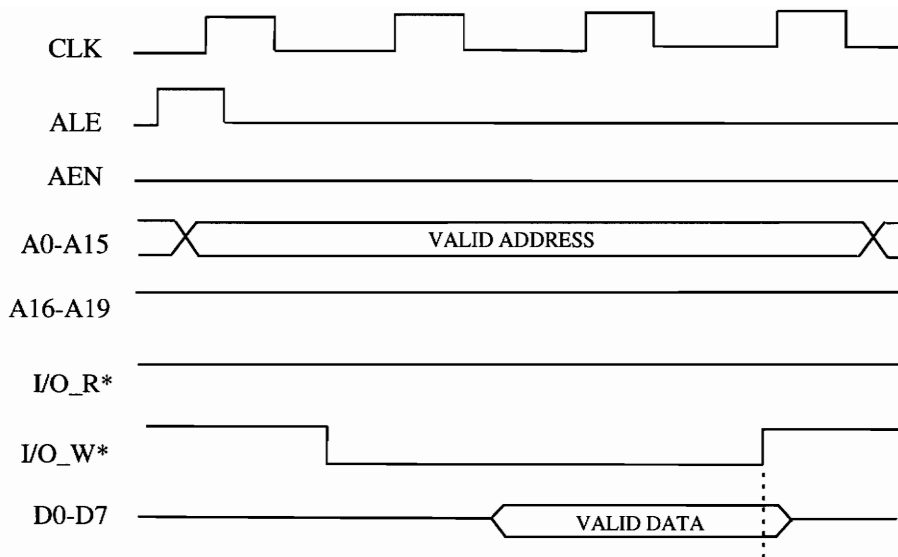 CLK
ALE
AEN
A0-A15
VALID ADDRESS
A16-A19
I/O_R*
I/O_W*
D0-D7
VALID DATA